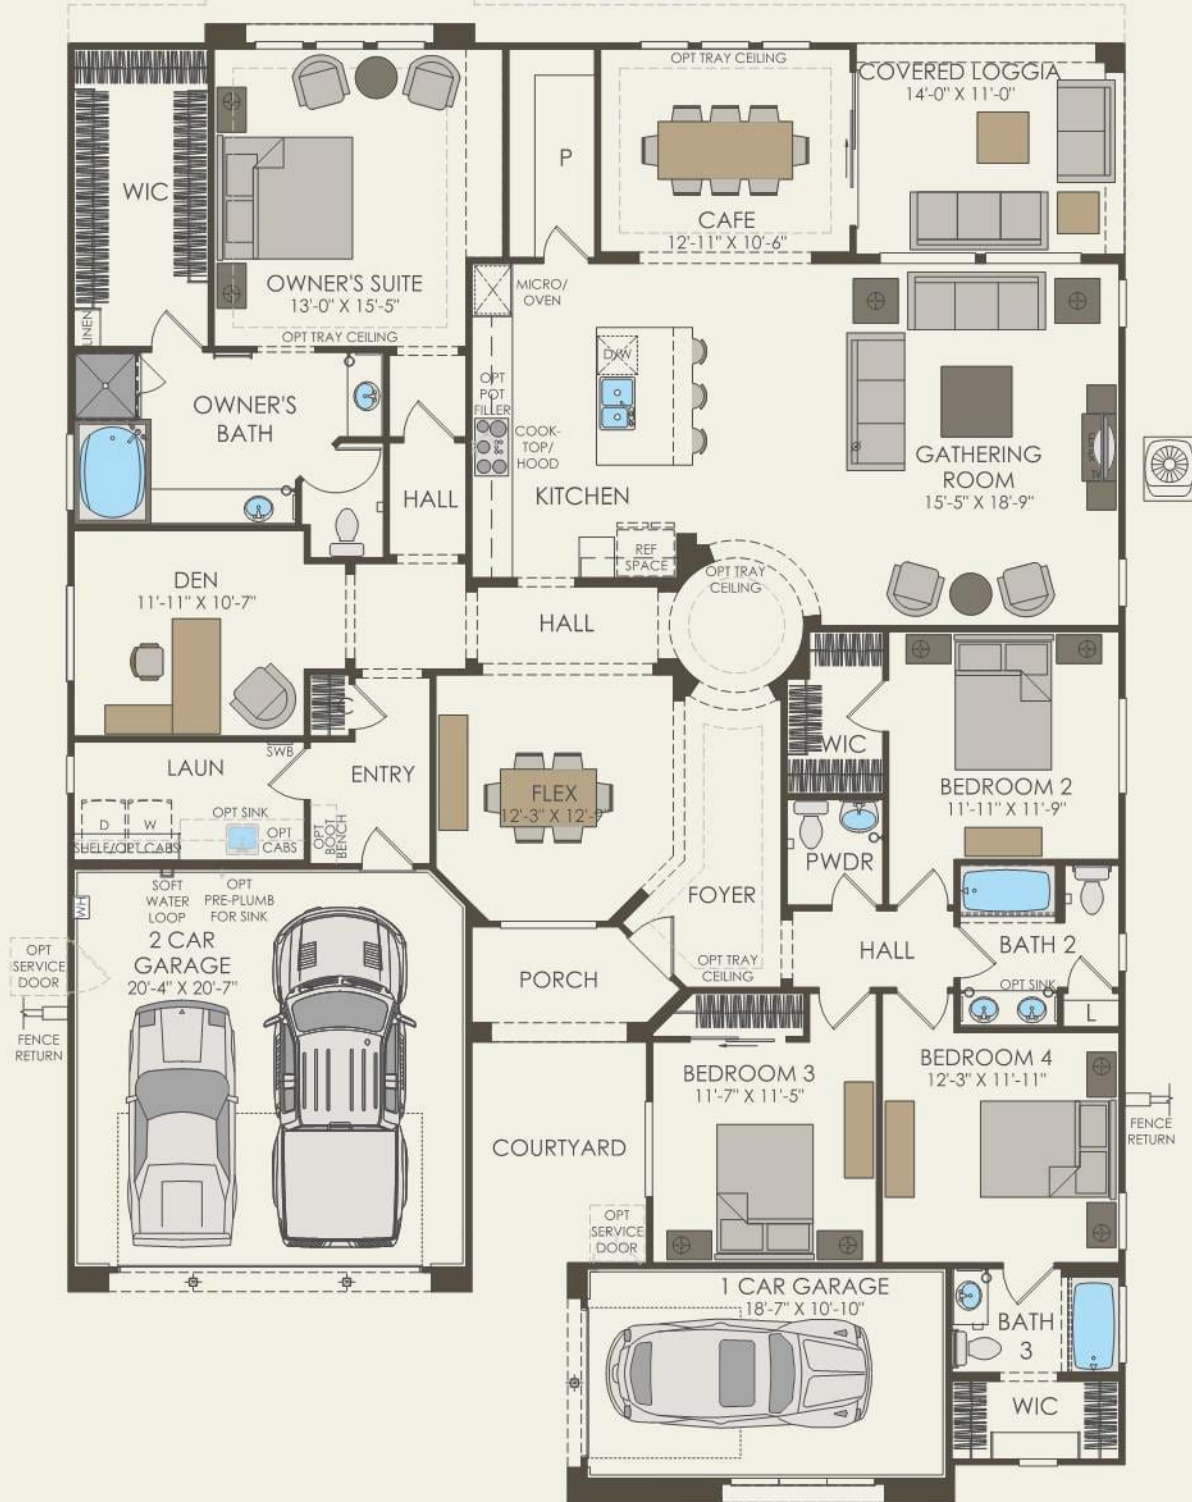 OPT TRAY CEILING
COVERED LOGGIA
14'-0" X 11'-0"
WIC
P
CAFE
12'-11" X 10'-6"
OWNER'S SUITE
13'-0" X 15'-5"
OPT TRAY CEILING
LINEN
MICRO/
OVEN
D/W
OPT
POT
FILLER
COOK-
TOP/
HOOD
OWNER'S
BATH
HALL
KITCHEN
GATHERING
ROOM
15'-5" X 18'-9"
TV
REF
SPACE
OPT TRAY
CEILING
DEN
11'-11" X 10'-7"
HALL
C
SWB
LAUN
ENTRY
D
W
OPT SINK
OPT
CABS
SHELF/OPT CABS
OPT
BOOT
BENCH
FLEX
12'-3" X 12'-9"
WIC
BEDROOM 2
11'-11" X 11'-9"
PWDR
FOYER
OPT TRAY
CEILING
HALL
BATH 2
OPT SINK
L
WH
SOFT
WATER
LOOP
OPT
PRE-PLUMB
FOR SINK
2 CAR
GARAGE
20'-4" X 20'-7"
OPT
SERVICE
DOOR
FENCE
RETURN
PORCH
BEDROOM 3
11'-7" X 11'-5"
BEDROOM 4
12'-3" X 11'-11"
FENCE
RETURN
COURTYARD
OPT
SERVICE
DOOR
1 CAR GARAGE
18'-7" X 10'-10"
BATH
3
WIC